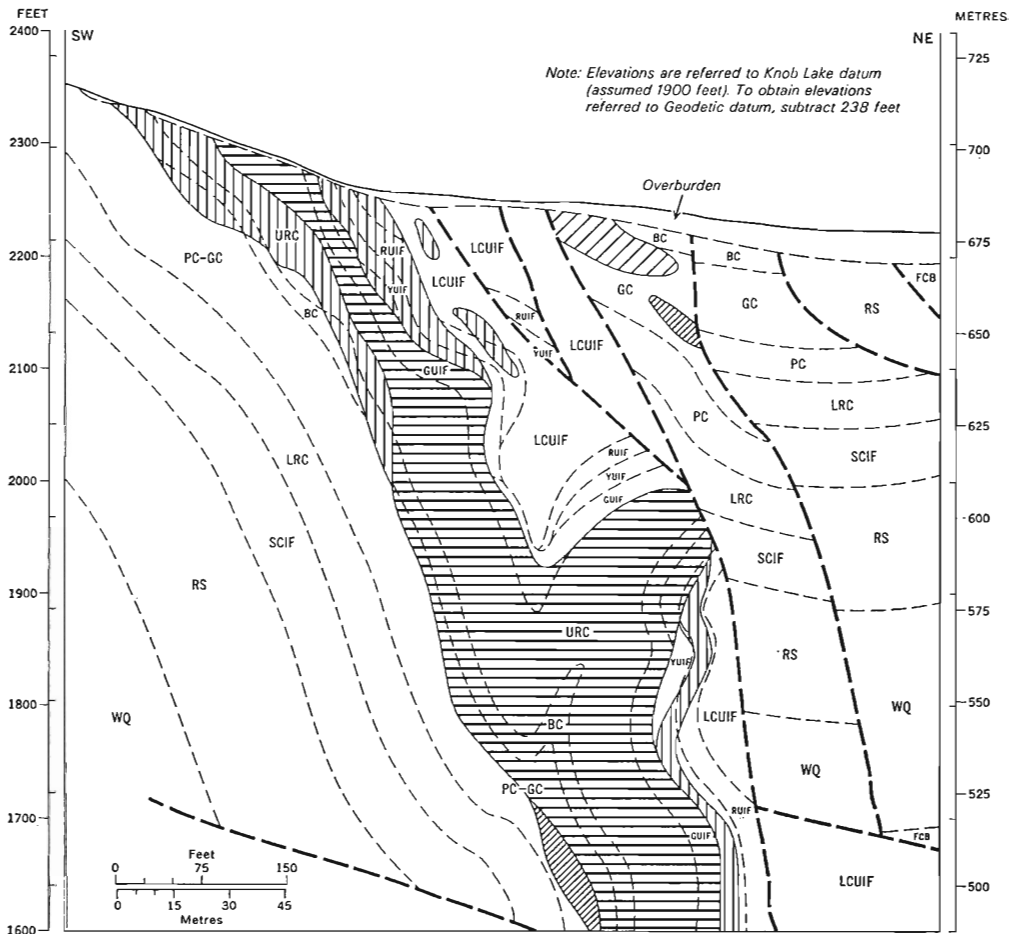 FEET
METRES
2400
SW
NE
725
Note: Elevations are referred to Knob Lake datum
(assumed 1900 feet). To obtain elevations
referred to Geodetic datum, subtract 238 feet
2300
700
Overburden
2200
URC
PC-GC
RUIF
LCUIF
LCUIF
BC
BC
675
FCB
YUIF
GC
GC
RS
BC
RUIF
YUIF
LCUIF
650
2100
GUIF
PC
LRC
PC
LCUIF
RUIF
YUIF
GUIF
SCIF
625
LRC
2000
LRC
600
SCIF
RS
SCIF
1900
RS
575
URC
YUIF
RS
1800
WQ
BC
LCUIF
WQ
550
WQ
PC-GC
525
1700
RUIF
GUIF
FCB
Feet
0 75 150
0 15 30 45
Metres
LCUIF
500
1600